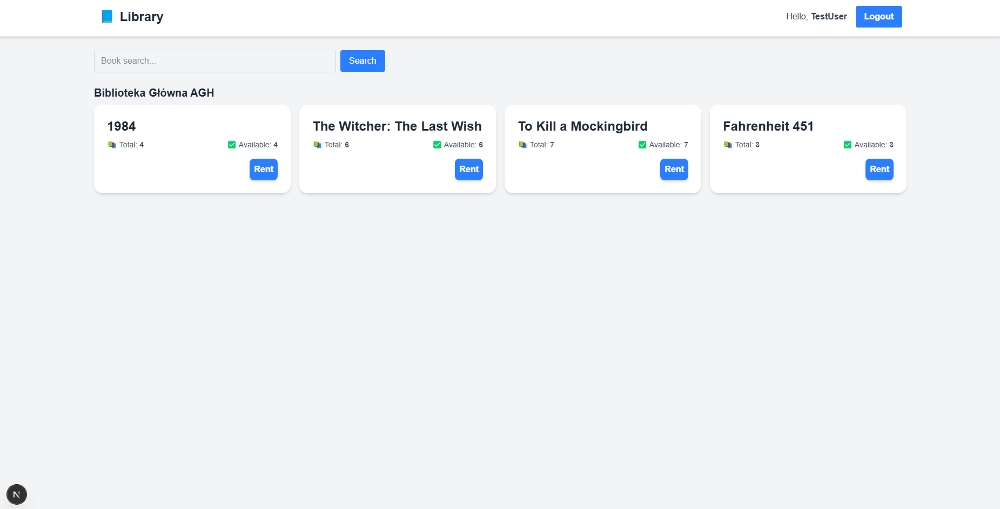 Library
Hello, TestUser
Logout
Book search...
Search
Biblioteka Główna AGH
1984
Total: 4
Available: 4
Rent
The Witcher: The Last Wish
Total: 6
Available: 6
Rent
To Kill a Mockingbird
Total: 7
Available: 7
Rent
Fahrenheit 451
Total: 3
Available: 3
Rent
N